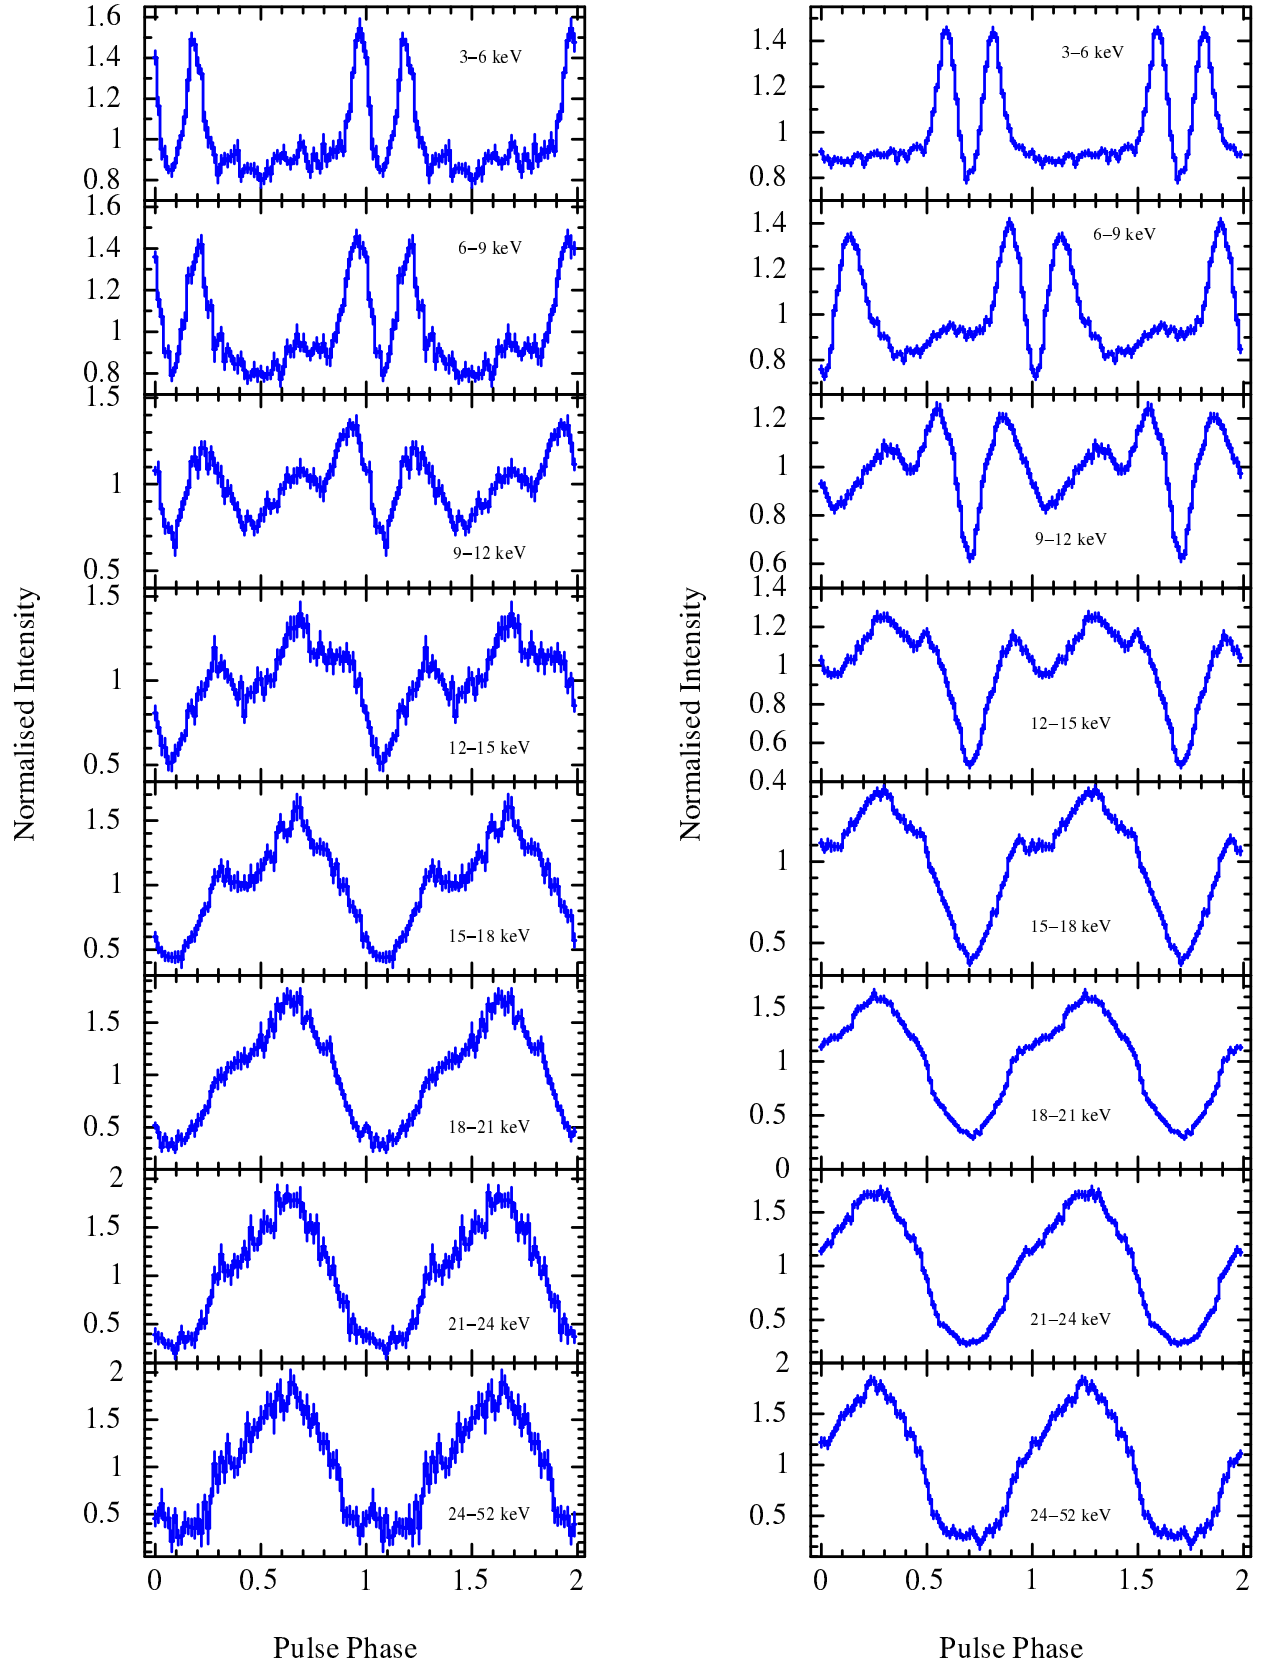 1.6
3−6 keV
1.4
1.2
1
0.8
1.6
6−9 keV
1.4
1.2
1
0.8
1.5
1
9−12 keV
0.5
1.5
1
12−15 keV
0.5
1.5
1
15−18 keV
0.5
1.5
1
18−21 keV
0.5
2
1.5
1
21−24 keV
0.5
2
1.5
1
24−52 keV
0.5
0 0.5 1 1.5 2
Pulse Phase
Normalised Intensity
1.4
3−6 keV
1.2
1
0.8
1.4
6−9 keV
1.2
1
0.8
1.2
1
0.8
9−12 keV
0.6
1.4
1.2
1
0.8
12−15 keV
0.6
0.4
1
15−18 keV
0.5
1.5
1
18−21 keV
0.5
0
1.5
1
21−24 keV
0.5
2
1.5
1
24−52 keV
0.5
0 0.5 1 1.5 2
Pulse Phase
Normalised Intensity